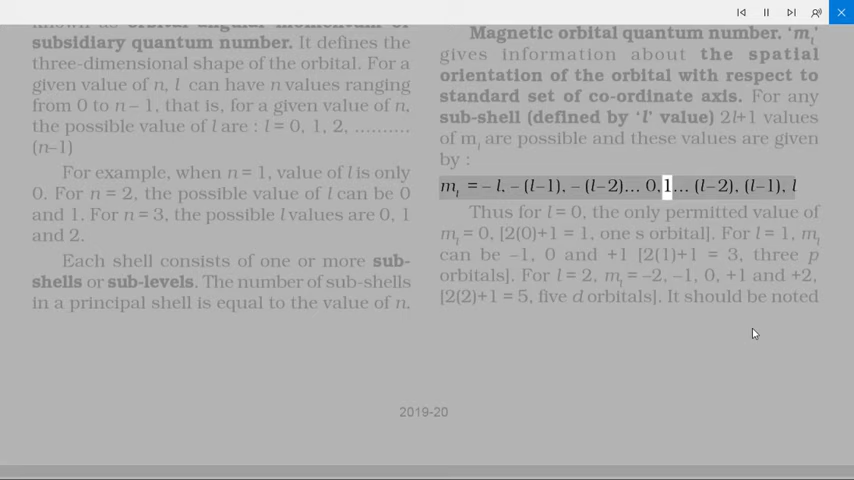 known as orbital angular momentum or
subsidiary quantum number. It defines the
three-dimensional shape of the orbital. For a
given value of n, l can have n values ranging
from 0 to n – 1, that is, for a given value of n,
the possible value of l are : l = 0, 1, 2, ..........
(n–1)
For example, when n = 1, value of l is only
0. For n = 2, the possible value of l can be 0
and 1. For n = 3, the possible l values are 0, 1
and 2.
Each shell consists of one or more sub-
shells or sub-levels. The number of sub-shells
in a principal shell is equal to the value of n.
Magnetic orbital quantum number. ‘mₗ’
gives information about the spatial
orientation of the orbital with respect to
standard set of co-ordinate axis. For any
sub-shell (defined by ‘l’ value) 2l+1 values
of mₗ are possible and these values are given
by :
mₗ = – l, – (l–1), – (l–2)... 0,1... (l–2), (l–1), l
Thus for l = 0, the only permitted value of
mₗ = 0, [2(0)+1 = 1, one s orbital]. For l = 1, mₗ
can be –1, 0 and +1 [2(1)+1 = 3, three p
orbitals]. For l = 2, mₗ = –2, –1, 0, +1 and +2,
[2(2)+1 = 5, five d orbitals]. It should be noted
2019-20